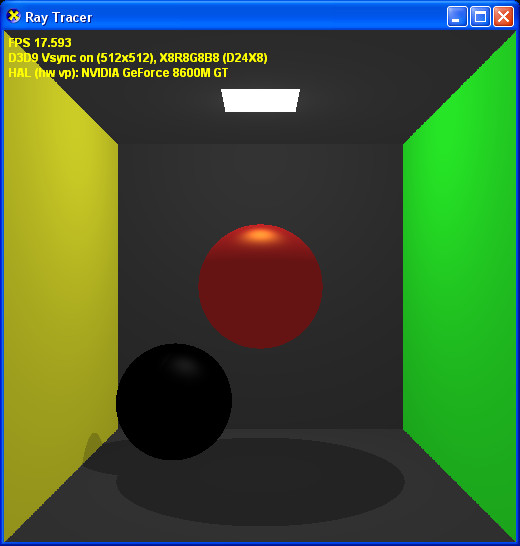 Ray Tracer
FPS 17.593
D3D9 Vsync on (512x512), X8R8G8B8 (D24X8)
HAL (hw vp): NVIDIA GeForce 8600M GT